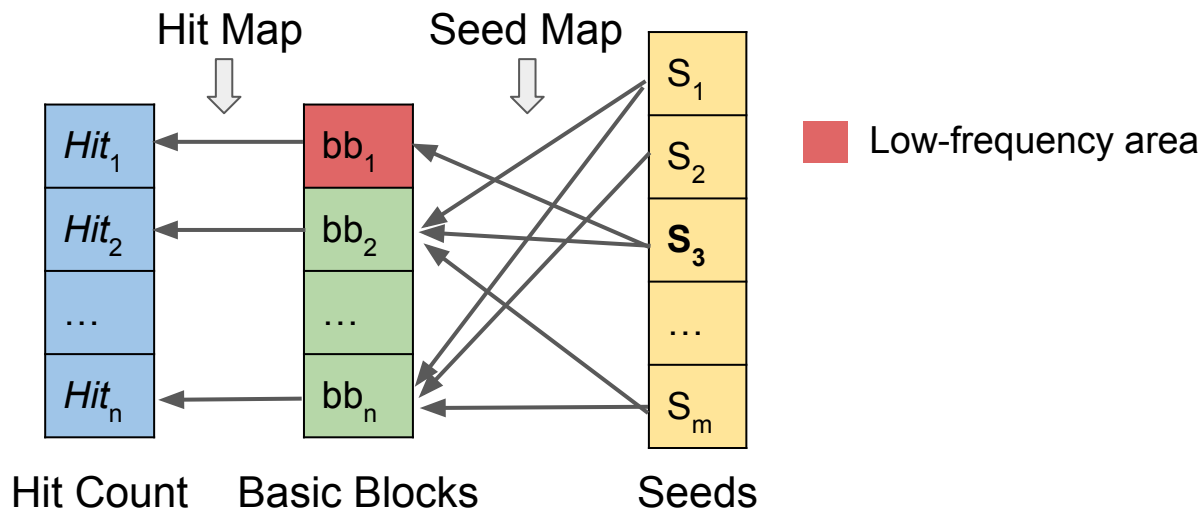 Hit Map
Seed Map
Hit₁
Hit₂
...
Hitₙ
bb₁
bb₂
...
bbₙ
S₁
S₂
S₃
...
Sₘ
Low-frequency area
Hit Count
Basic Blocks
Seeds